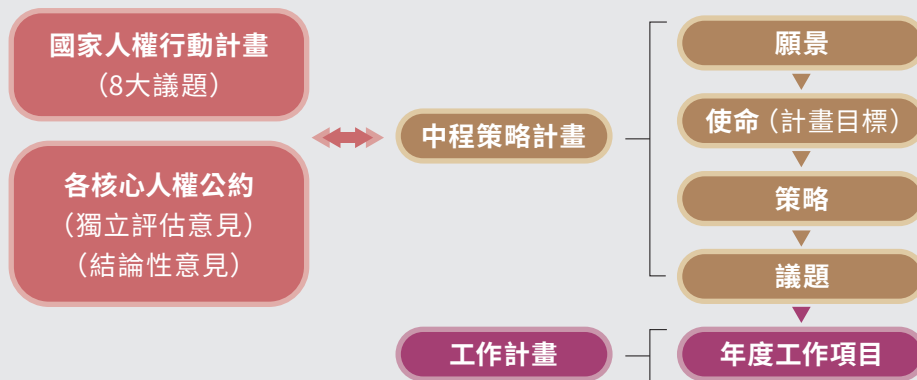 國家人權行動計畫
（8大議題）
各核心人權公約
（獨立評估意見）
（結論性意見）
中程策略計畫
願景
使命（計畫目標）
策略
議題
工作計畫
年度工作項目